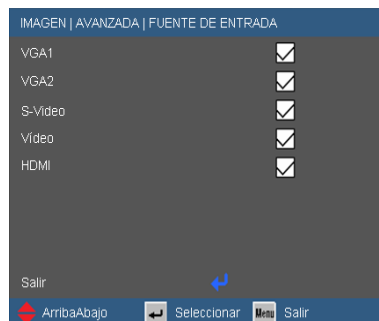 IMAGEN | AVANZADA | FUENTE DE ENTRADA
VGA1
VGA2
S-Video
Vídeo
HDMI
Salir
ArribaAbajo Seleccionar Menu Salir